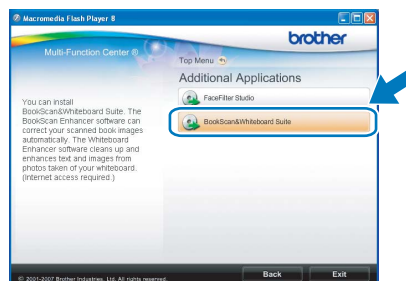 Macromedia Flash Player 8
brother
Multi-Function Center ®
Top Menu
Additional Applications
FaceFilter Studio
BookScan&Whiteboard Suite
You can install
BookScan&Whiteboard Suite. The
BookScan Enhancer software can
correct your scanned book images
automatically. The Whiteboard
Enhancer software cleans up and
enhances text and images from
photos taken of your whiteboard.
(Internet access required.)
Back
Exit
© 2001-2007 Brother Industries, Ltd. All rights reserved.